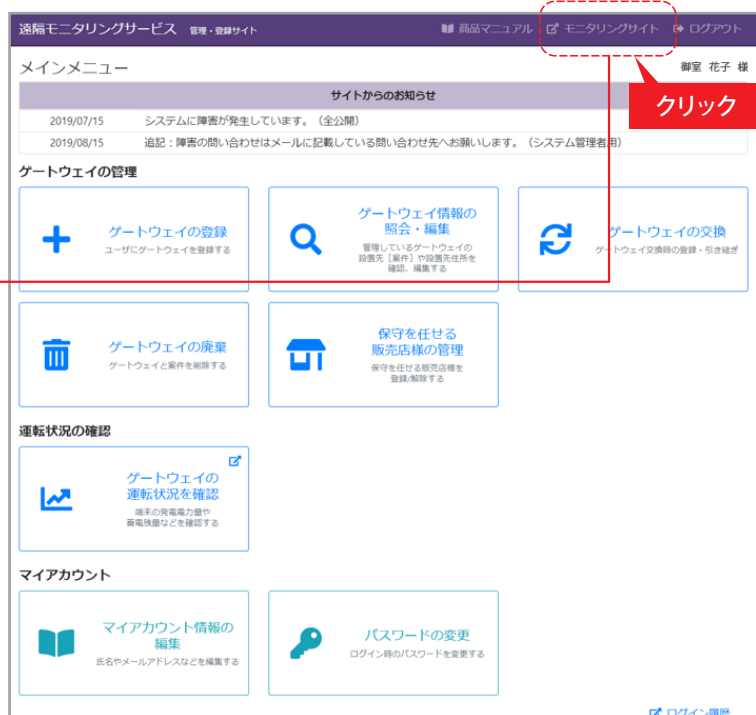 遠隔モニタリングサービス 管理・登録サイト
商品マニュアル モニタリングサイト ログアウト
メインメニュー
御室 花子 様
サイトからのお知らせ
クリック
2019/07/15 システムに障害が発生しています。（全公開）
2019/08/15 追記：障害の問い合わせはメールに記載している問い合わせ先へお願いします。（システム管理者用）
ゲートウェイの管理
ゲートウェイの登録
ユーザにゲートウェイを登録する
ゲートウェイ情報の
照会・編集
管理しているゲートウェイの
設置先［案件］や設置先住所を
確認、編集する
ゲートウェイの交換
ゲートウェイ交換時の登録・引き継ぎ
ゲートウェイの廃棄
ゲートウェイと案件を削除する
保守を任せる
販売店様の管理
保守を任せる販売店様を
登録/解除する
運転状況の確認
ゲートウェイの
運転状況を確認
端末の発電電力量や
蓄電残量などを確認する
マイアカウント
マイアカウント情報の
編集
氏名やメールアドレスなどを編集する
パスワードの変更
ログイン時のパスワードを変更する
ログイン履歴